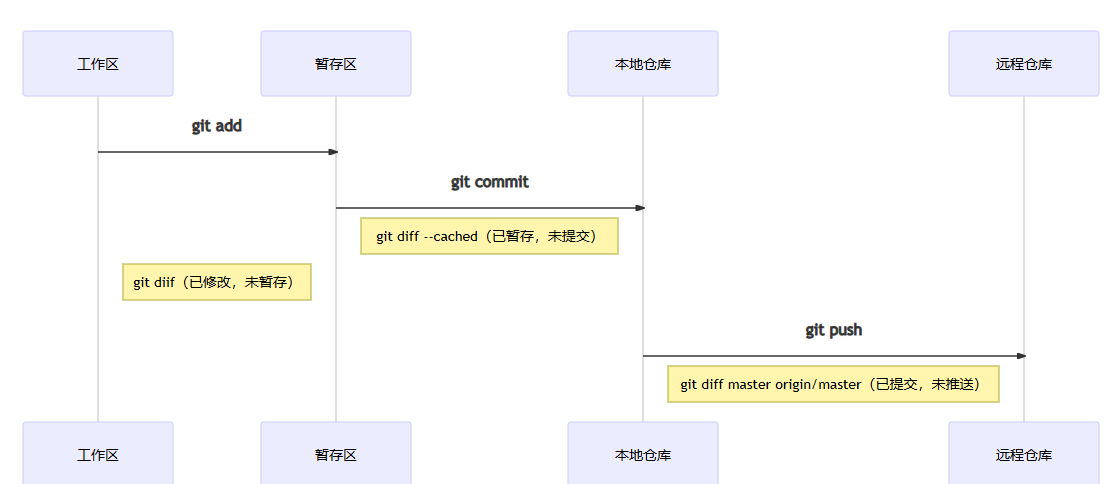 工作区
暂存区
本地仓库
远程仓库
git add
git commit
git diff --cached（已暂存，未提交）
git diif（已修改，未暂存）
git push
git diff master origin/master（已提交，未推送）
工作区
暂存区
本地仓库
远程仓库